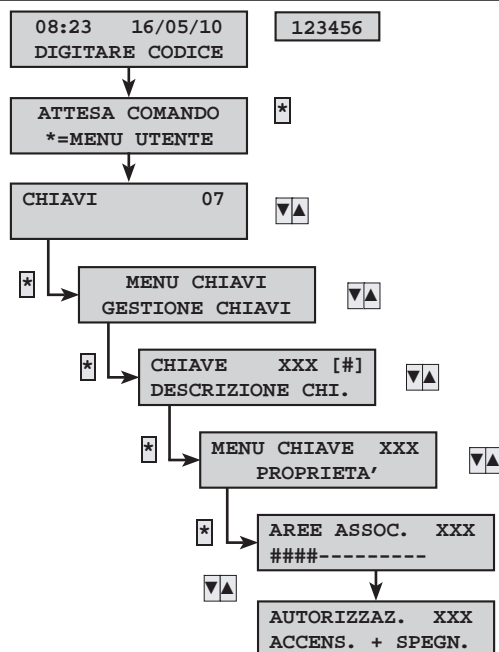 08:23 16/05/10
DIGITARE CODICE
123456
ATTESA COMANDO
*=MENU UTENTE
*
CHIAVI 07
▼▲
*
MENU CHIAVI
GESTIONE CHIAVI
▼▲
*
CHIAVE XXX [#]
DESCRIZIONE CHI.
▼▲
*
MENU CHIAVE XXX
PROPRIETA'
▼▲
*
AREE ASSOC. XXX
####---------
▼▲
AUTORIZZAZ. XXX
ACCENS. + SPEGN.